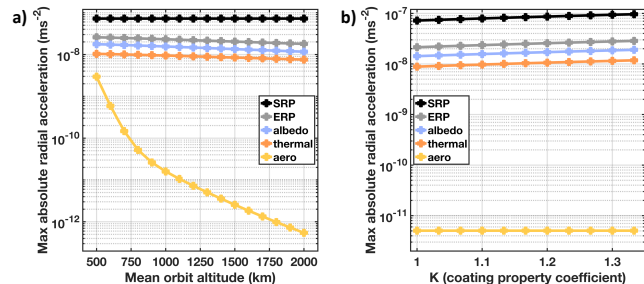 a)
Max absolute radial acceleration (ms⁻²)
10⁻⁸
10⁻¹⁰
10⁻¹²
SRP
ERP
albedo
thermal
aero
500 750 1000 1250 1500 1750 2000
Mean orbit altitude (km)
b)
Max absolute radial acceleration (ms⁻²)
10⁻⁷
10⁻⁸
10⁻⁹
10⁻¹⁰
10⁻¹¹
SRP
ERP
albedo
thermal
aero
1 1.1 1.2 1.3
K (coating property coefficient)